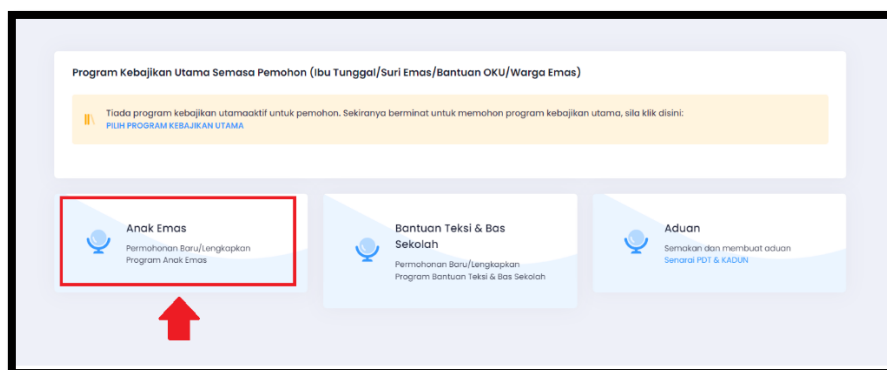 Program Kebajikan Utama Semasa Pemohon (Ibu Tunggal/Suri Emas/Bantuan OKU/Warga Emas)
Tiada program kebajikan utamaaktif untuk pemohon. Sekiranya berminat untuk memohon program kebajikan utama, sila klik disini:
PILIH PROGRAM KEBAJIKAN UTAMA
Anak Emas
Permohonan Baru/Lengkapkan
Program Anak Emas
Bantuan Teksi & Bas
Sekolah
Permohonan Baru/Lengkapkan
Program Bantuan Teksi & Bas Sekolah
Aduan
Semakan dan membuat aduan
Senarai PDT & KADUN